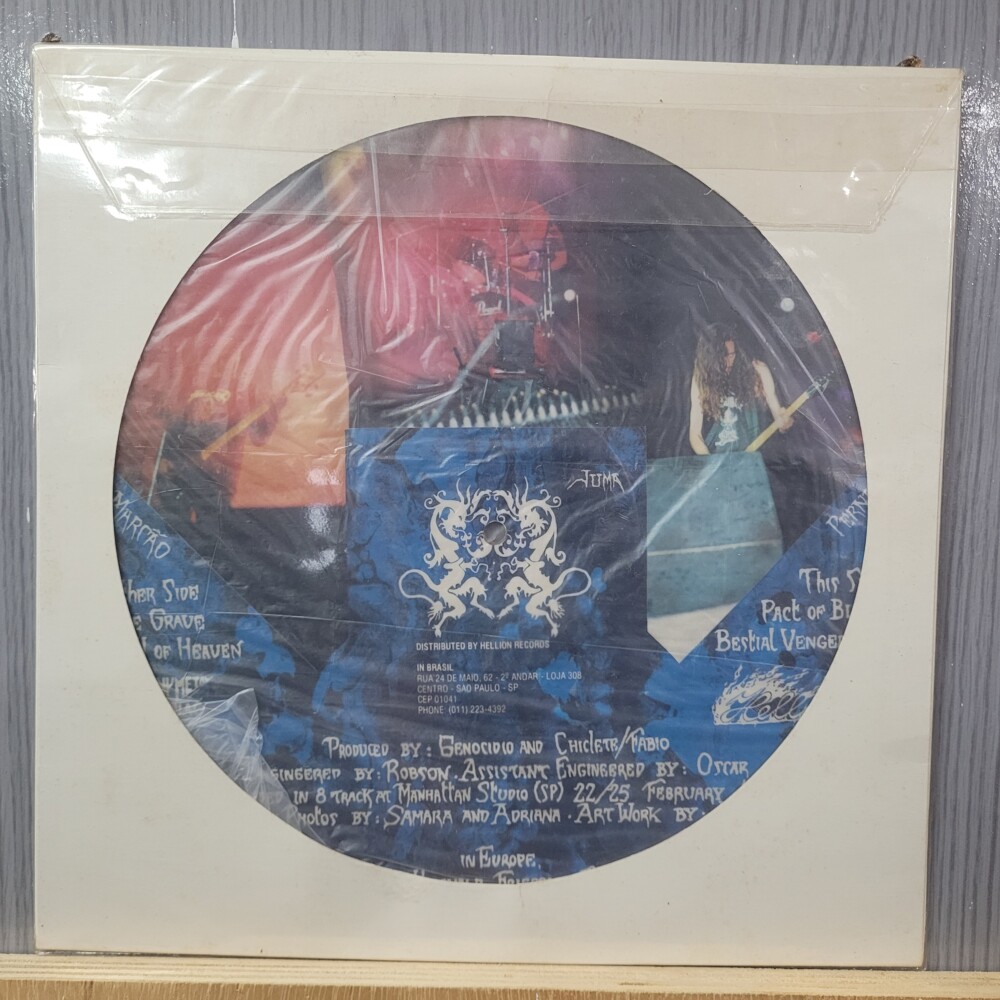 JUMA
MARCÃO
HER SIDE
GRAVE
OF HEAVEN
THIS
PACT OF BL
BESTIAL VENGE
HELL
DISTRIBUTED BY HELLION RECORDS
IN BRASIL
RUA 24 DE MAIO, 62 - 2º ANDAR - LOJA 308
CENTRO - SÃO PAULO - SP
CEP 01041
PHONE: (011) 223-4392
PRODUCED BY: GENOCIDIO AND CHICLETE/FABIO
GINEERED BY: ROBSON. ASSISTANT ENGINGERED BY: OSCAR
IN 8 TRACK AT MANHATTAN STUDIO (SP) 22/25 FEBRUARY
HOTOS BY: SAMARA AND ADRIANA · ART WORK BY:
IN EUROPE.